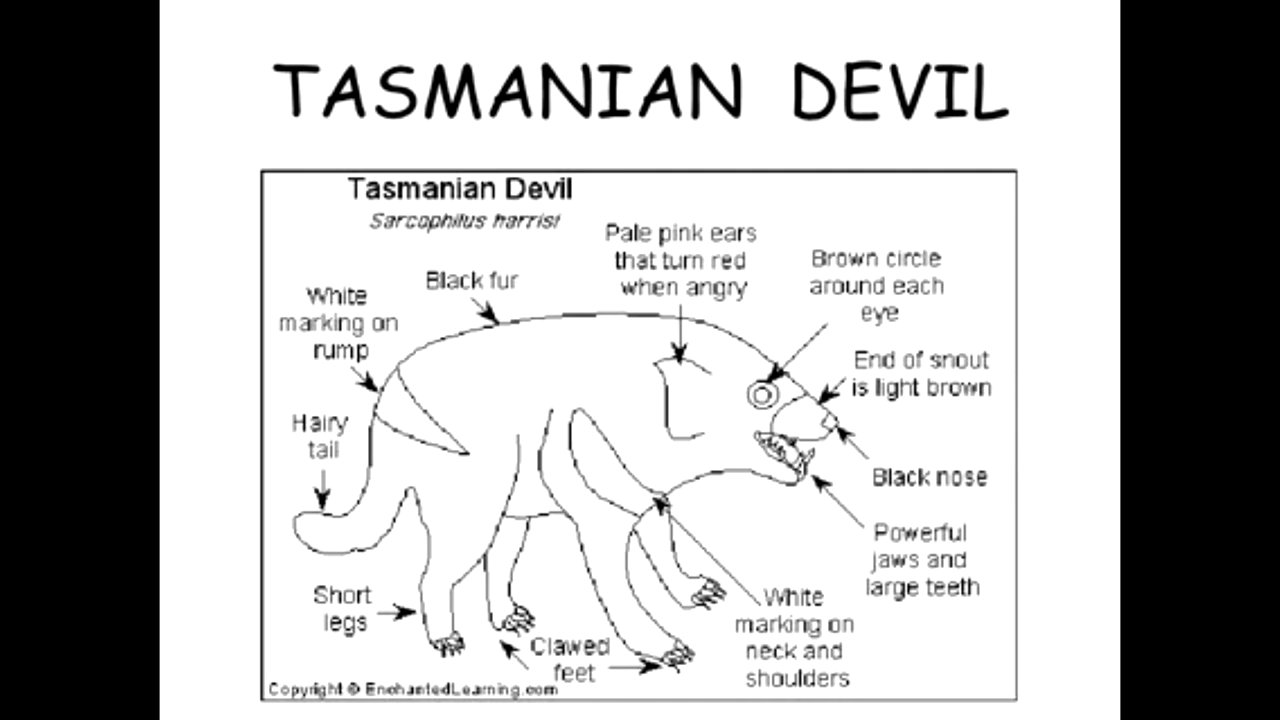 TASMANIAN DEVIL
Tasmanian Devil
Sarcophilus harrisi
Pale pink ears
that turn red
when angry
Brown circle
around each
eye
Black fur
White
marking on
rump
End of snout
is light brown
Hairy
tail
Black nose
Powerful
jaws and
large teeth
Short
legs
White
marking on
neck and
shoulders
Clawed
feet
Copyright © EnchantedLearning.com